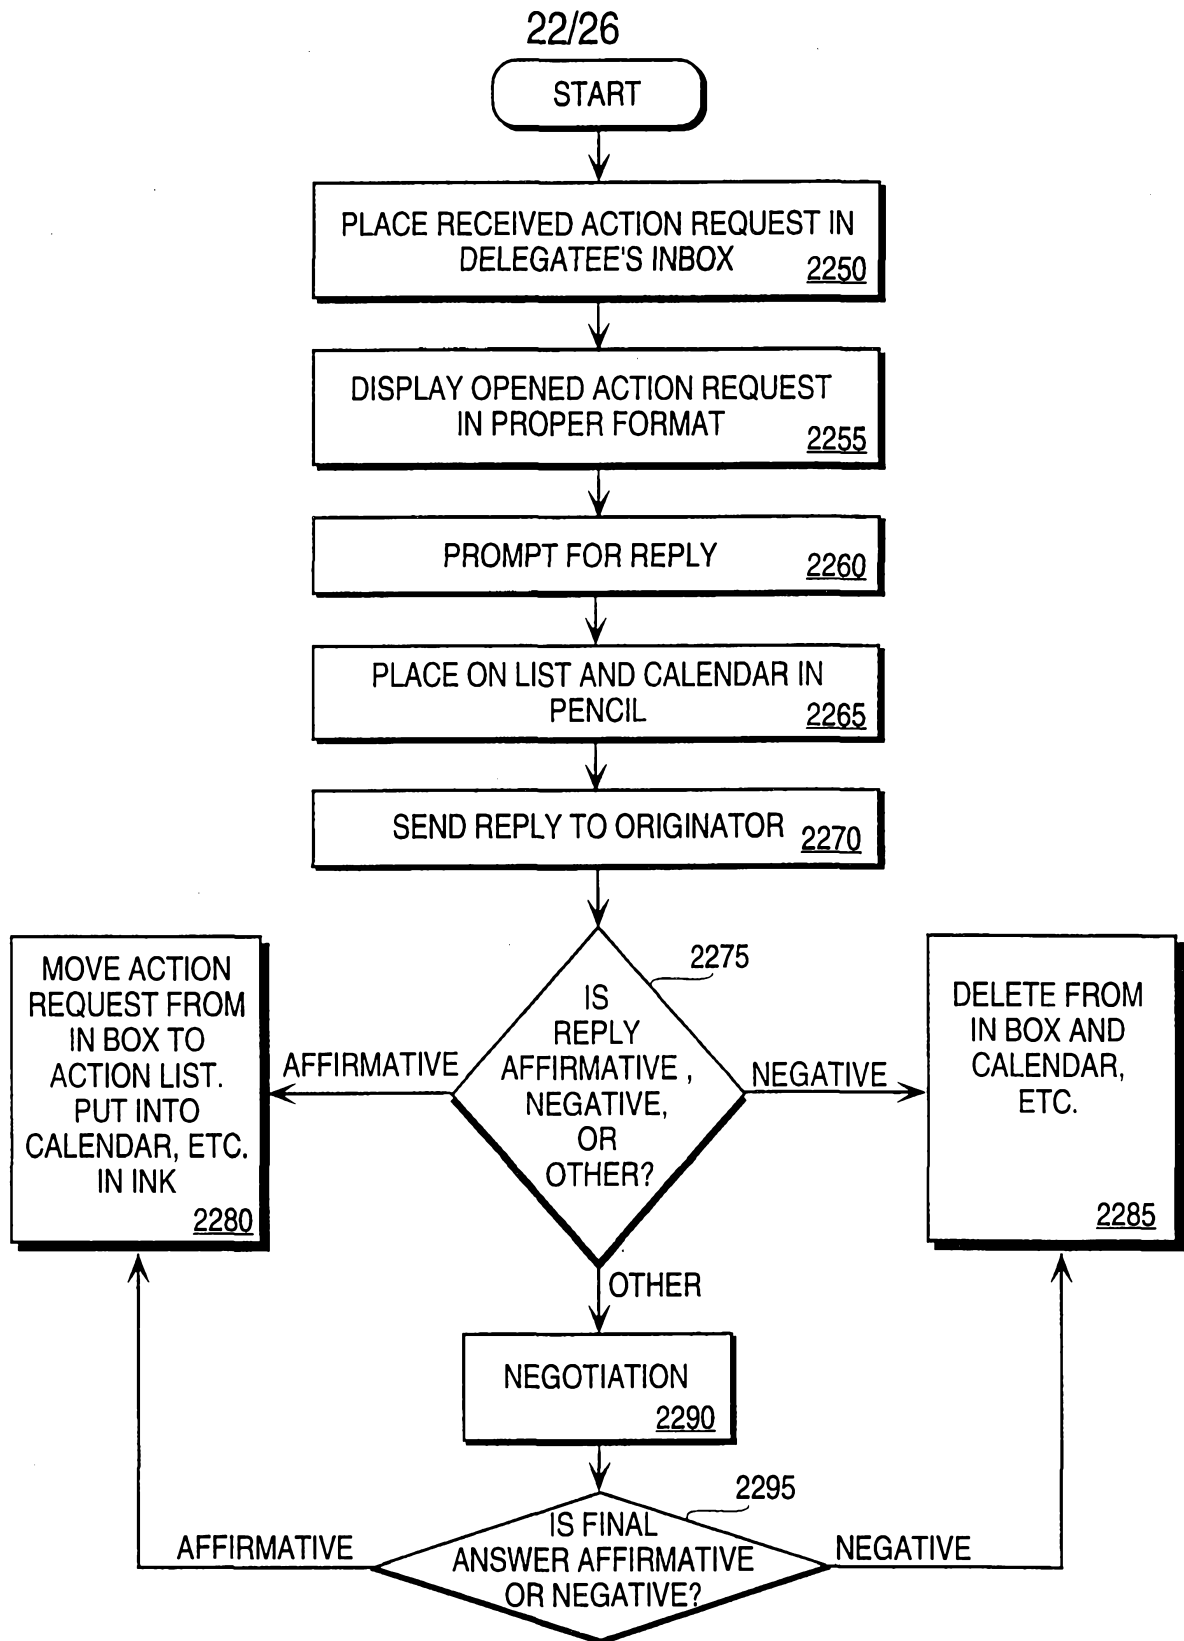 22/26
START
PLACE RECEIVED ACTION REQUEST IN
DELEGATEE'S INBOX
2250
DISPLAY OPENED ACTION REQUEST
IN PROPER FORMAT
2255
PROMPT FOR REPLY
2260
PLACE ON LIST AND CALENDAR IN
PENCIL
2265
SEND REPLY TO ORIGINATOR
2270
2275
IS
REPLY
AFFIRMATIVE ,
NEGATIVE,
OR
OTHER?
AFFIRMATIVE
MOVE ACTION
REQUEST FROM
IN BOX TO
ACTION LIST.
PUT INTO
CALENDAR, ETC.
IN INK
2280
NEGATIVE
DELETE FROM
IN BOX AND
CALENDAR,
ETC.
2285
OTHER
NEGOTIATION
2290
2295
IS FINAL
ANSWER AFFIRMATIVE
OR NEGATIVE?
AFFIRMATIVE
NEGATIVE